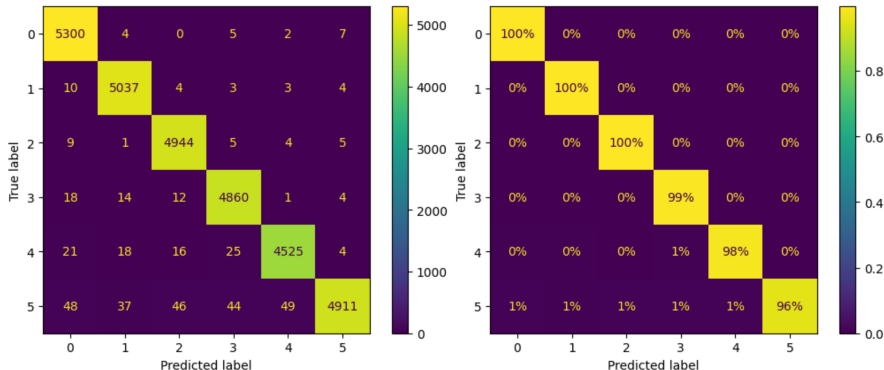 0 5300 4 0 5 2 7
1 10 5037 4 3 3 4
2 9 1 4944 5 4 5
3 18 14 12 4860 1 4
4 21 18 16 25 4525 4
5 48 37 46 44 49 4911
0 1 2 3 4 5
True label
Predicted label
5000
4000
3000
2000
1000
0
0 100% 0% 0% 0% 0% 0%
1 0% 100% 0% 0% 0% 0%
2 0% 0% 100% 0% 0% 0%
3 0% 0% 0% 99% 0% 0%
4 0% 0% 0% 1% 98% 0%
5 1% 1% 1% 1% 1% 96%
0 1 2 3 4 5
True label
Predicted label
0.8
0.6
0.4
0.2
0.0